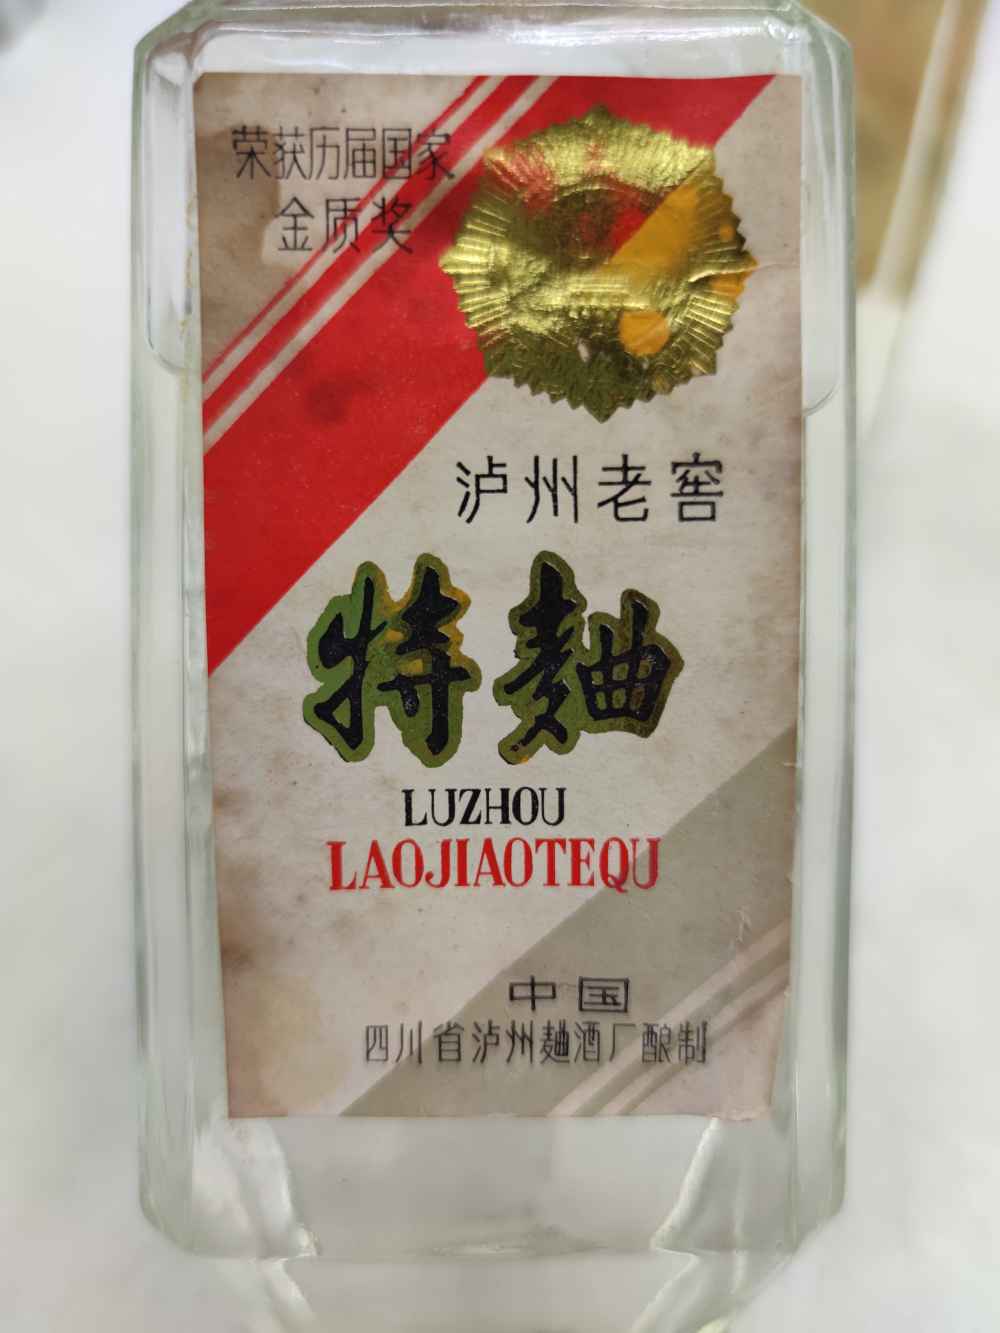 荣获历届国家
金质奖
泸州老窖
特麯
LUZHOU
LAOJIAOTEQU
中国
四川省泸州麯酒厂酿制